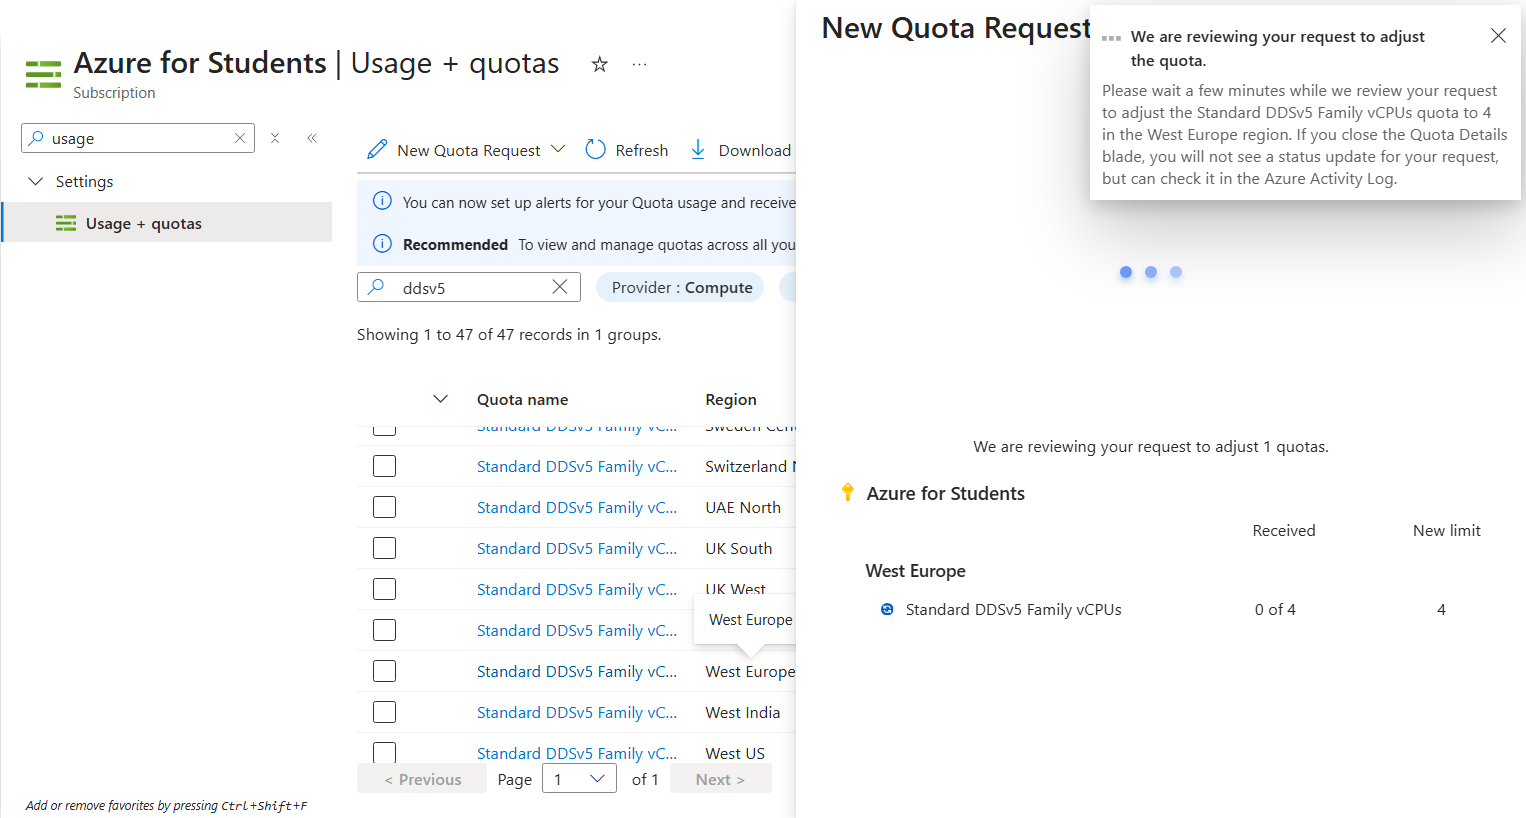 Azure for Students | Usage + quotas
Subscription
usage
Settings
Usage + quotas
Add or remove favorites by pressing Ctrl+Shift+F
New Quota Request
Refresh
Download
You can now set up alerts for your Quota usage and receive
Recommended To view and manage quotas across all you
ddsv5
Provider : Compute
Showing 1 to 47 of 47 records in 1 groups.
Quota name Region
Standard DDSv5 Family vC... Sweden Cen
Standard DDSv5 Family vC... Switzerland N
Standard DDSv5 Family vC... UAE North
Standard DDSv5 Family vC... UK South
Standard DDSv5 Family vC... UK West
Standard DDSv5 Family vC...
West Europe
Standard DDSv5 Family vC... West Europe
Standard DDSv5 Family vC... West India
Standard DDSv5 Family vC... West US
< Previous Page 1 of 1 Next >
New Quota Request
We are reviewing your request to adjust
the quota.
Please wait a few minutes while we review your request
to adjust the Standard DDSv5 Family vCPUs quota to 4
in the West Europe region. If you close the Quota Details
blade, you will not see a status update for your request,
but can check it in the Azure Activity Log.
We are reviewing your request to adjust 1 quotas.
Azure for Students
Received New limit
West Europe
Standard DDSv5 Family vCPUs 0 of 4 4